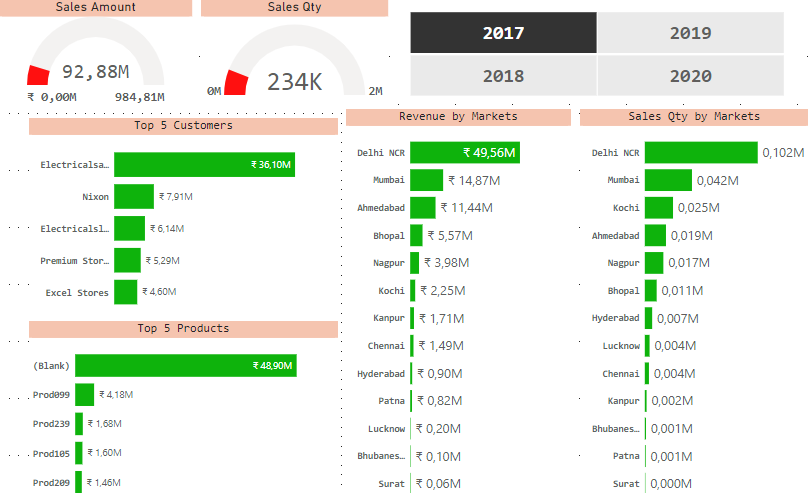 Sales Amount
92,88M
₹ 0,00M 984,81M
Sales Qty
234K
0M 2M
2017 2019
2018 2020
Top 5 Customers
Electricalsa… ₹ 36,10M
Nixon ₹ 7,91M
Electricalsl… ₹ 6,14M
Premium Stor… ₹ 5,29M
Excel Stores ₹ 4,60M
Top 5 Products
(Blank) ₹ 48,90M
Prod099 ₹ 4,18M
Prod239 ₹ 1,68M
Prod105 ₹ 1,60M
Prod209 ₹ 1,46M
Revenue by Markets
Delhi NCR ₹ 49,56M
Mumbai ₹ 14,87M
Ahmedabad ₹ 11,44M
Bhopal ₹ 5,57M
Nagpur ₹ 3,98M
Kochi ₹ 2,25M
Kanpur ₹ 1,71M
Chennai ₹ 1,49M
Hyderabad ₹ 0,90M
Patna ₹ 0,82M
Lucknow ₹ 0,20M
Bhubanes… ₹ 0,10M
Surat ₹ 0,06M
Sales Qty by Markets
Delhi NCR 0,102M
Mumbai 0,042M
Kochi 0,025M
Ahmedabad 0,019M
Nagpur 0,017M
Bhopal 0,011M
Hyderabad 0,007M
Lucknow 0,004M
Chennai 0,004M
Kanpur 0,002M
Bhubanes… 0,001M
Patna 0,001M
Surat 0,000M